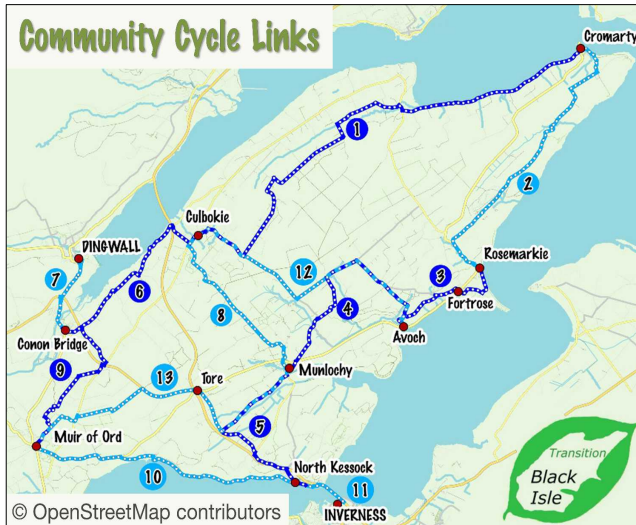 Community Cycle Links
Cromarty
1
2
Culbokie
DINGWALL
Rosemarkie
12
3
7
6
Fortrose
4
8
Avoch
Conon Bridge
9
13
Tore
Munlochy
5
Muir of Ord
10
North Kessock
11
INVERNESS
Transition
Black
Isle
© OpenStreetMap contributors